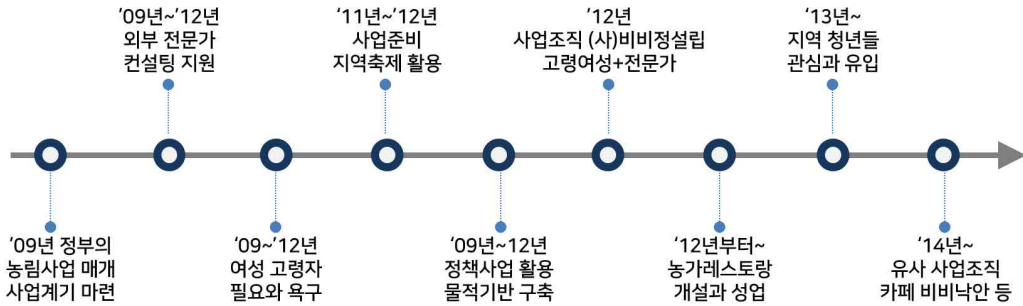 ‘09년~’12년
외부 전문가
컨설팅 지원
‘11년~’12년
사업준비
지역축제 활용
‘12년
사업조직 (사)비비정설립
고령여성+전문가
‘13년~
지역 청년들
관심과 유입
‘09년 정부의
농림사업 매개
사업계기 마련
‘09~‘12년
여성 고령자
필요와 욕구
‘09년~12년
정책사업 활용
물적기반 구축
‘12년부터~
농가레스토랑
개설과 성업
‘14년~
유사 사업조직
카페 비비낙안 등